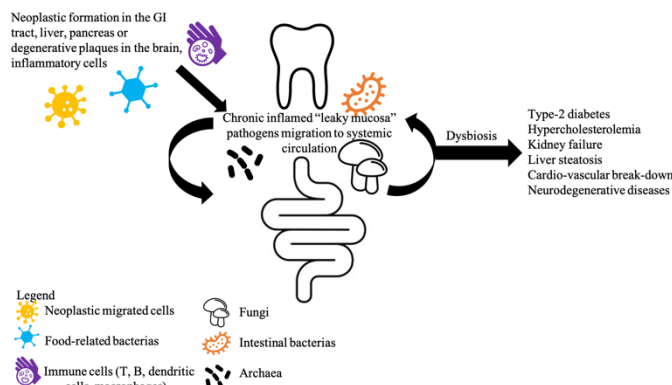 Neoplastic formation in the GI
tract, liver, pancreas or
degenerative plaques in the brain,
inflammatory cells
Chronic inflamed “leaky mucosa”
pathogens migration to systemic
circulation
Dysbiosis
Type-2 diabetes
Hypercholesterolemia
Kidney failure
Liver steatosis
Cardio-vascular break-down
Neurodegenerative diseases
Legend
Neoplastic migrated cells
Food-related bacterias
Immune cells (T, B, dendritic
cells, macrophages)
Fungi
Intestinal bacterias
Archaea